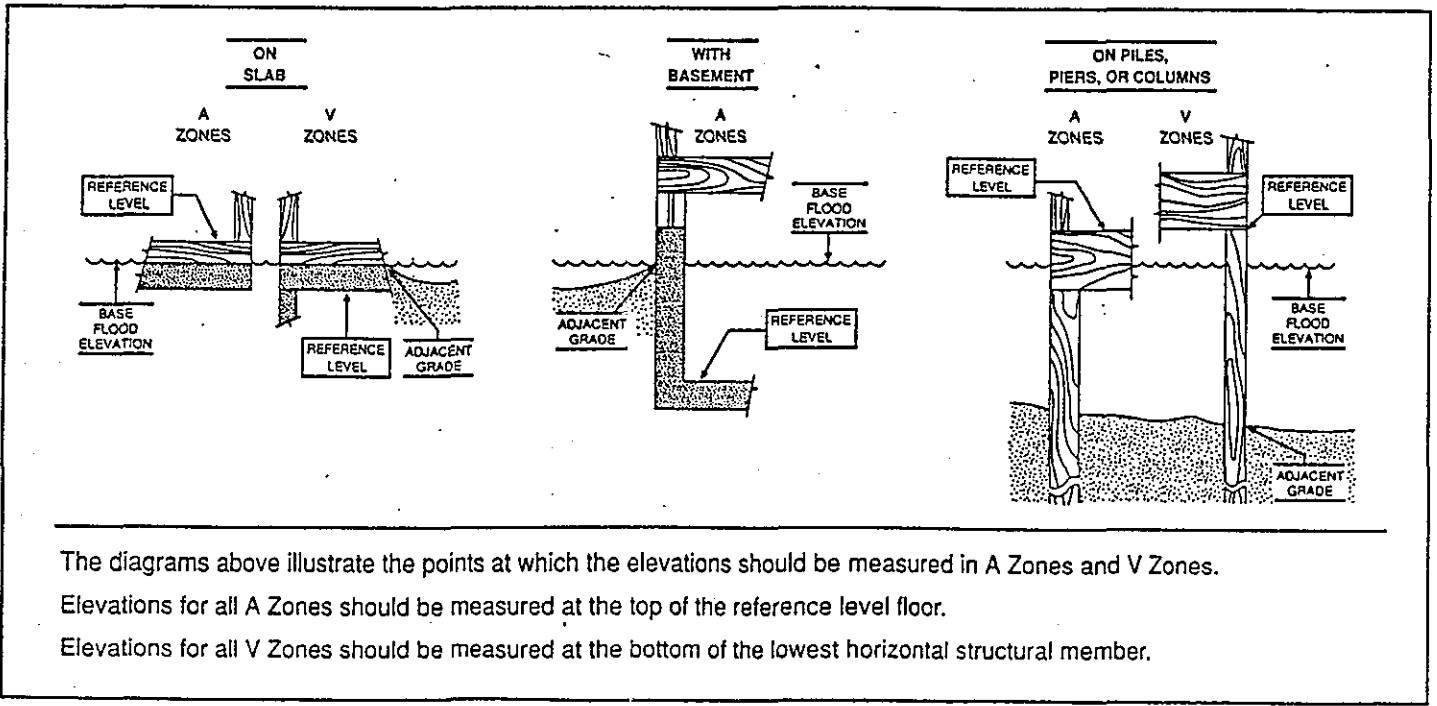 ON
SLAB
A
ZONES
V
ZONES
REFERENCE
LEVEL
BASE
FLOOD
ELEVATION
REFERENCE
LEVEL
ADJACENT
GRADE
WITH
BASEMENT
A
ZONES
BASE
FLOOD
ELEVATION
ADJACENT
GRADE
REFERENCE
LEVEL
ON PILES,
PIERS, OR COLUMNS
A
ZONES
V
ZONES
REFERENCE
LEVEL
REFERENCE
LEVEL
BASE
FLOOD
ELEVATION
ADJACENT
GRADE
The diagrams above illustrate the points at which the elevations should be measured in A Zones and V Zones.
Elevations for all A Zones should be measured at the top of the reference level floor.
Elevations for all V Zones should be measured at the bottom of the lowest horizontal structural member.